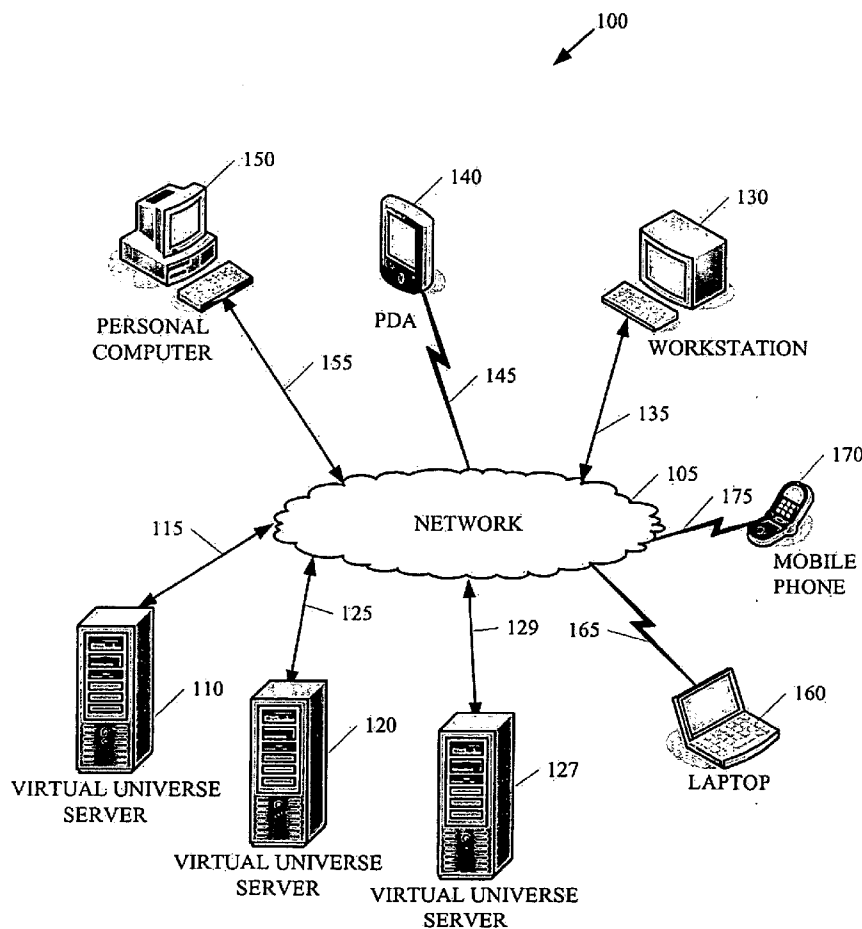 100
150
140
130
PERSONAL
COMPUTER
PDA
WORKSTATION
155
145
135
105
170
175
NETWORK
115
MOBILE
PHONE
125
129
165
110
120
127
160
LAPTOP
VIRTUAL UNIVERSE
SERVER
VIRTUAL UNIVERSE
SERVER
VIRTUAL UNIVERSE
SERVER